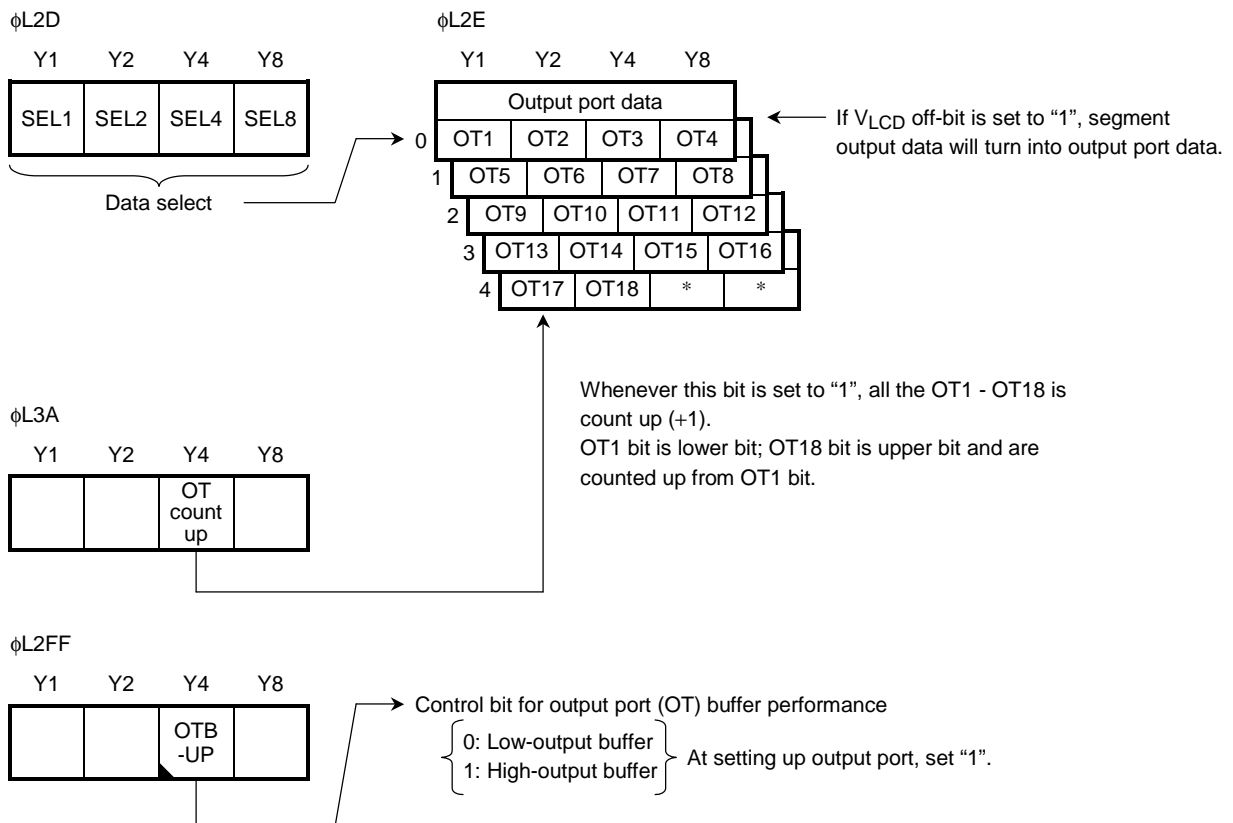 ϕL2D
Y1 Y2 Y4 Y8
SEL1 SEL2 SEL4 SEL8
Data select
ϕL2E
Y1 Y2 Y4 Y8
Output port data
0 OT1 OT2 OT3 OT4
1 OT5 OT6 OT7 OT8
2 OT9 OT10 OT11 OT12
3 OT13 OT14 OT15 OT16
4 OT17 OT18 * *
If VLCD off-bit is set to “1”, segment
output data will turn into output port data.
Whenever this bit is set to “1”, all the OT1 - OT18 is
count up (+1).
OT1 bit is lower bit; OT18 bit is upper bit and are
counted up from OT1 bit.
ϕL3A
Y1 Y2 Y4 Y8
OT
count
up
ϕL2FF
Y1 Y2 Y4 Y8
OTB
-UP
Control bit for output port (OT) buffer performance
0: Low-output buffer
1: High-output buffer
At setting up output port, set “1”.